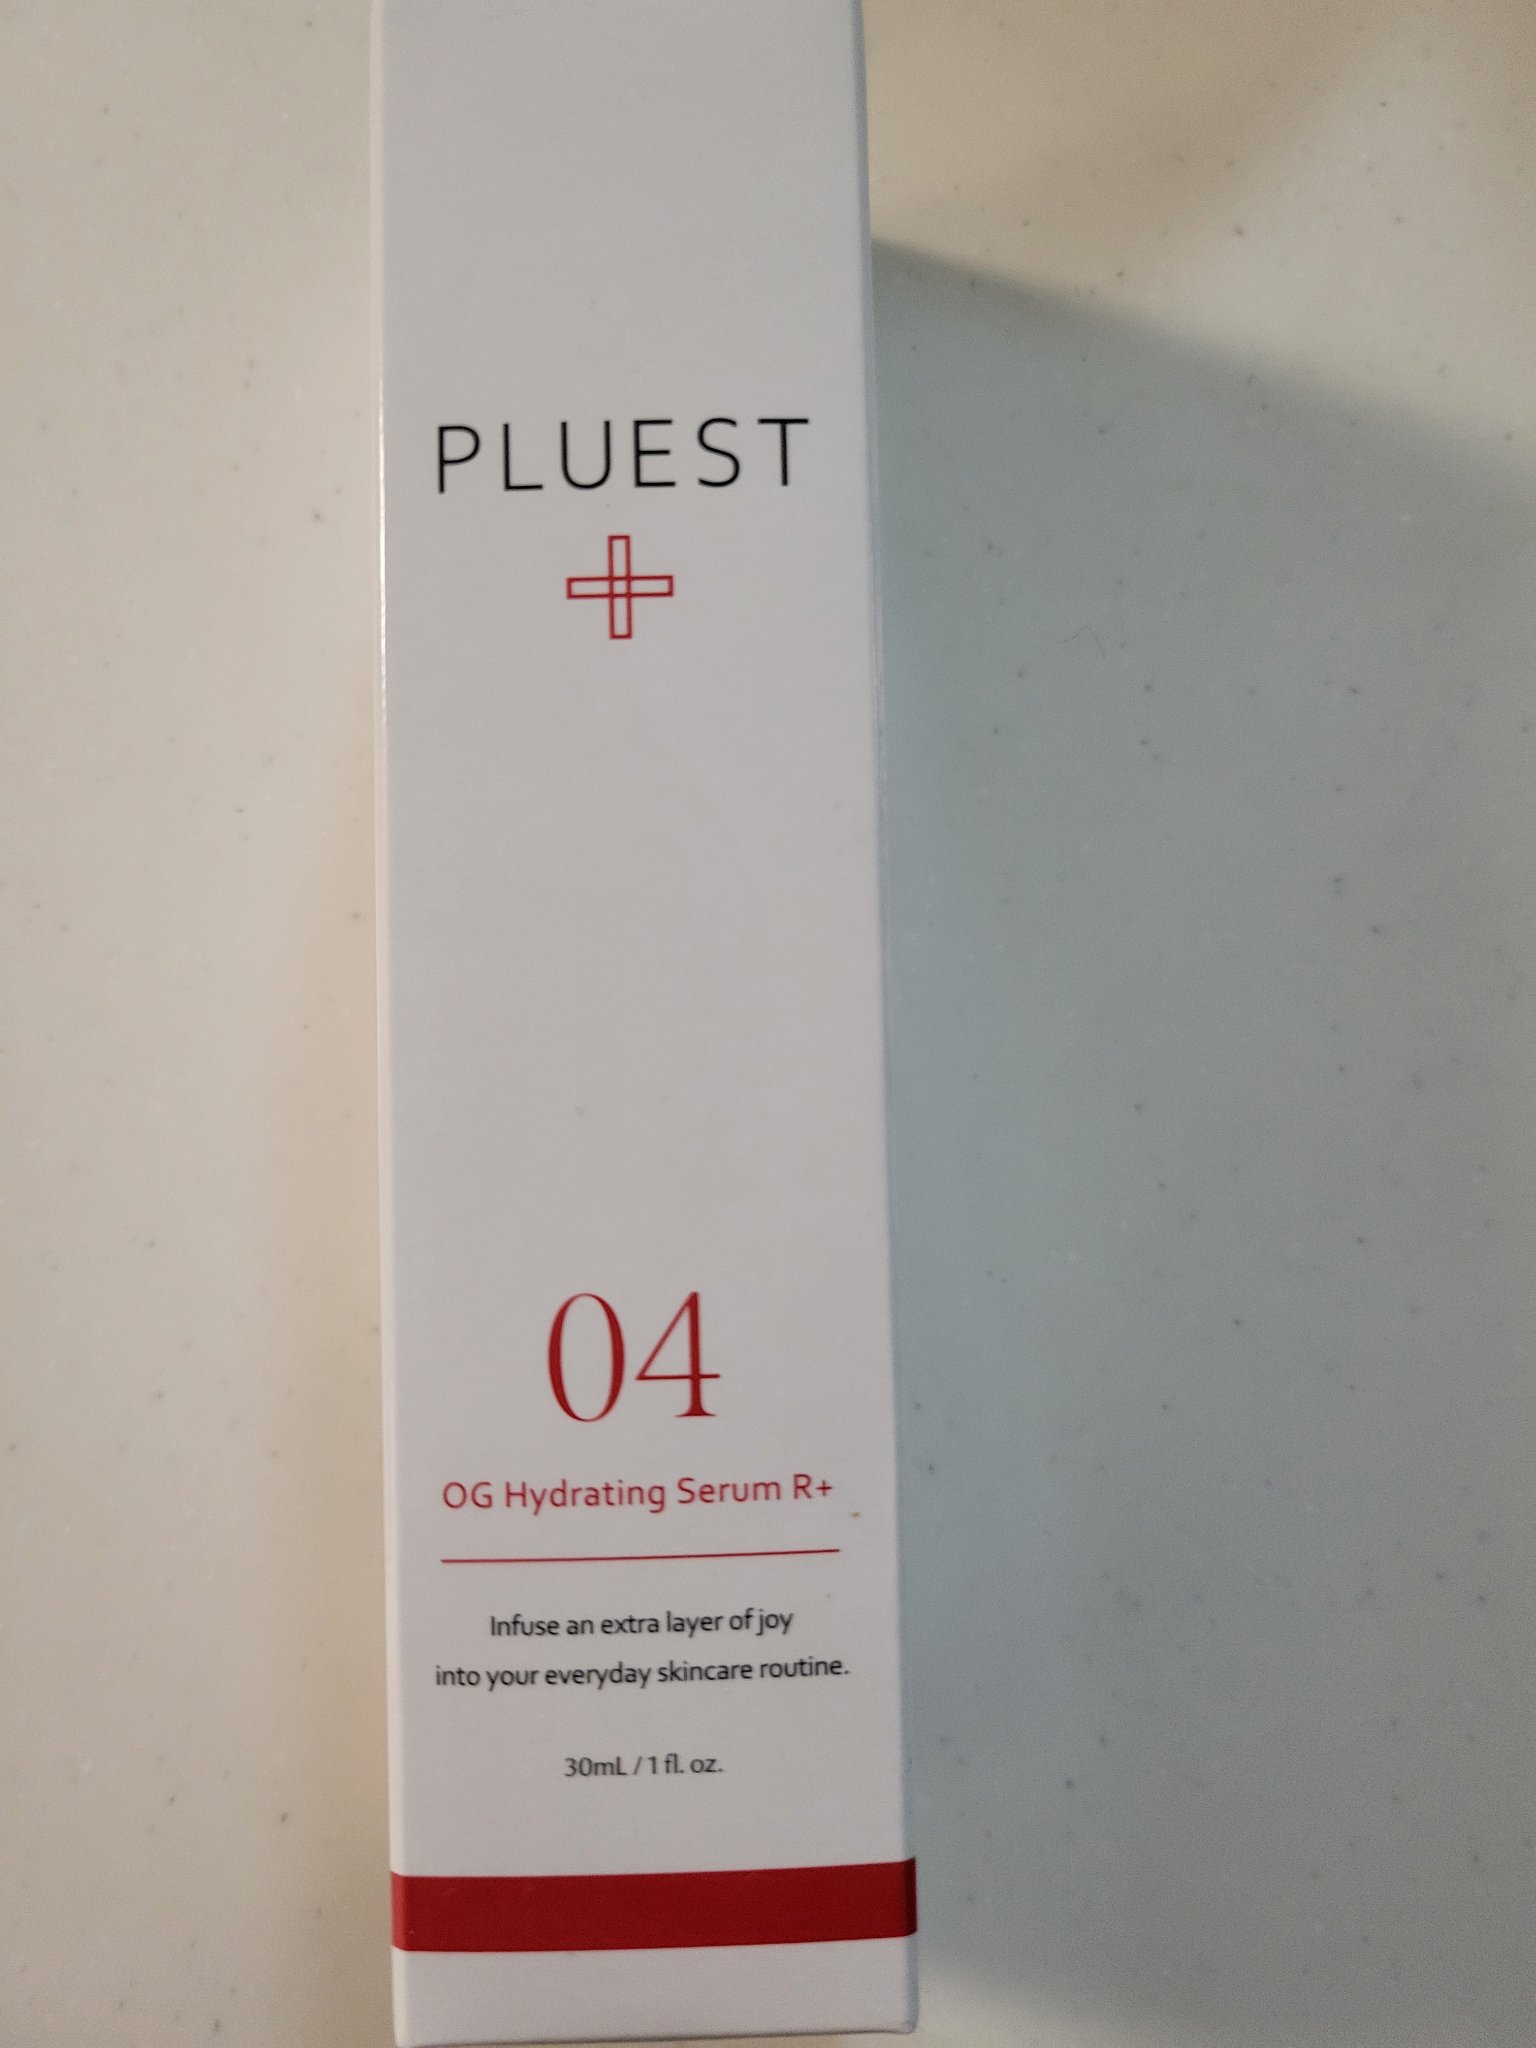 PLUEST
04
OG Hydrating Serum R+
Infuse an extra layer of joy
into your everyday skincare routine.
30mL / 1 fl. oz.